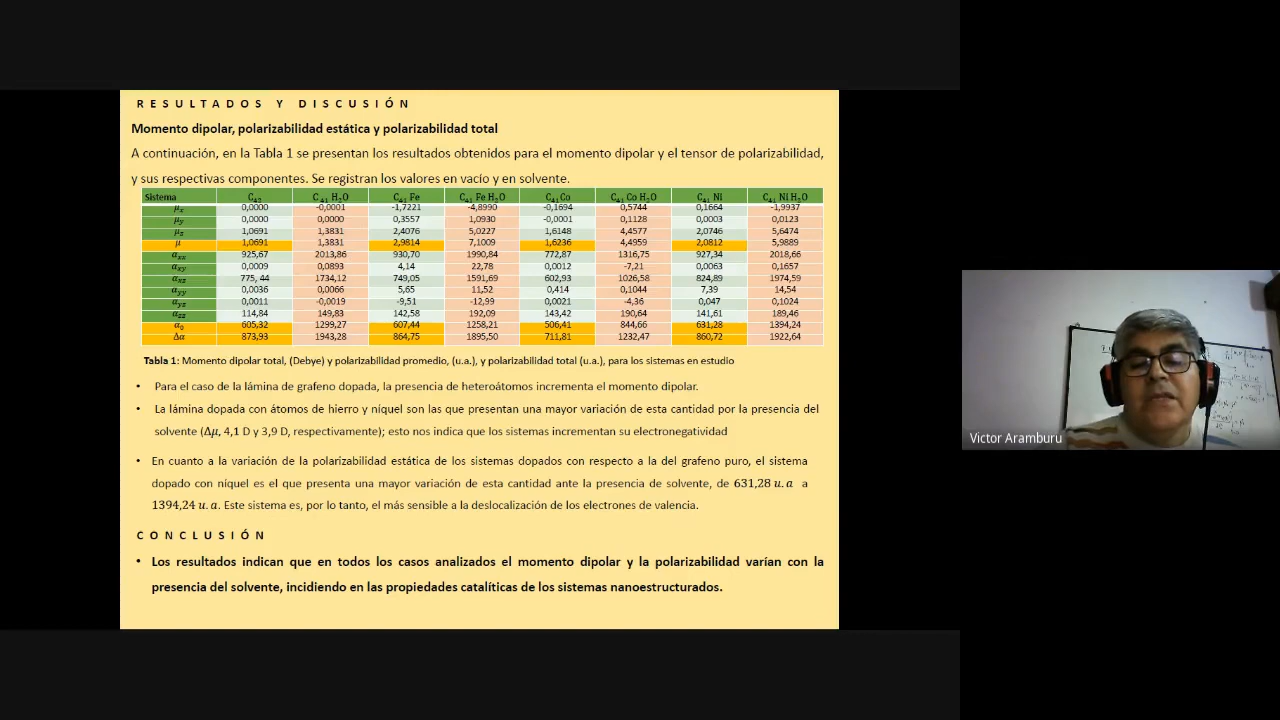 RESULTADOS Y DISCUSIÓN
Momento dipolar, polarizabilidad estática y polarizabilidad total
A continuación, en la Tabla 1 se presentan los resultados obtenidos para el momento dipolar y el tensor de polarizabilidad,
y sus respectivas componentes. Se registran los valores en vacío y en solvente.
Sistema C₄₂ C₄₁ H₂O C₄₁ Fe C₄₁ Fe H₂O C₄₁Co C₄₁ Co H₂O C₄₁ Ni C₄₁ Ni H₂O
μₓ 0,0000 -0,0001 -1,7221 -4,8990 -0,1694 0,5744 0,1664 -1,9937
μᵧ 0,0000 0,0000 0,3557 1,0930 -0,0001 0,1128 0,0003 0,0123
μ_z 1,0691 1,3831 2,4076 5,0227 1,6148 4,4577 2,0746 5,6474
μ 1,0691 1,3831 2,9814 7,1009 1,6236 4,4959 2,0812 5,9889
α_xx 925,67 2013,86 930,70 1990,84 772,87 1316,75 927,34 2018,66
α_xy 0,0009 0,0893 4,14 22,78 0,0012 -7,21 0,0063 0,1657
α_xz 775,44 1734,12 749,05 1591,69 602,93 1026,58 824,89 1974,59
α_yy 0,0036 0,0066 5,65 11,52 0,414 0,1044 7,39 14,54
α_yz 0,0011 -0,0019 -9,51 -12,99 0,0021 -4,36 0,047 0,1024
α_zz 114,84 149,83 142,58 192,09 143,42 190,64 141,61 189,46
α₀ 605,32 1299,27 607,44 1258,21 506,41 844,66 631,28 1394,24
Δα 873,93 1943,28 864,75 1895,50 711,81 1232,47 860,72 1922,64
Tabla 1: Momento dipolar total, (Debye) y polarizabilidad promedio, (u.a.), y polarizabilidad total (u.a.), para los sistemas en estudio
• Para el caso de la lámina de grafeno dopada, la presencia de heteroátomos incrementa el momento dipolar.
• La lámina dopada con átomos de hierro y níquel son las que presentan una mayor variación de esta cantidad por la presencia del
solvente (Δμ, 4,1 D y 3,9 D, respectivamente); esto nos indica que los sistemas incrementan su electronegatividad
• En cuanto a la variación de la polarizabilidad estática de los sistemas dopados con respecto a la del grafeno puro, el sistema
dopado con níquel es el que presenta una mayor variación de esta cantidad ante la presencia de solvente, de 631,28 u.a a
1394,24 u.a. Este sistema es, por lo tanto, el más sensible a la deslocalización de los electrones de valencia.
CONCLUSIÓN
• Los resultados indican que en todos los casos analizados el momento dipolar y la polarizabilidad varían con la
presencia del solvente, incidiendo en las propiedades catalíticas de los sistemas nanoestructurados.
Victor Aramburu